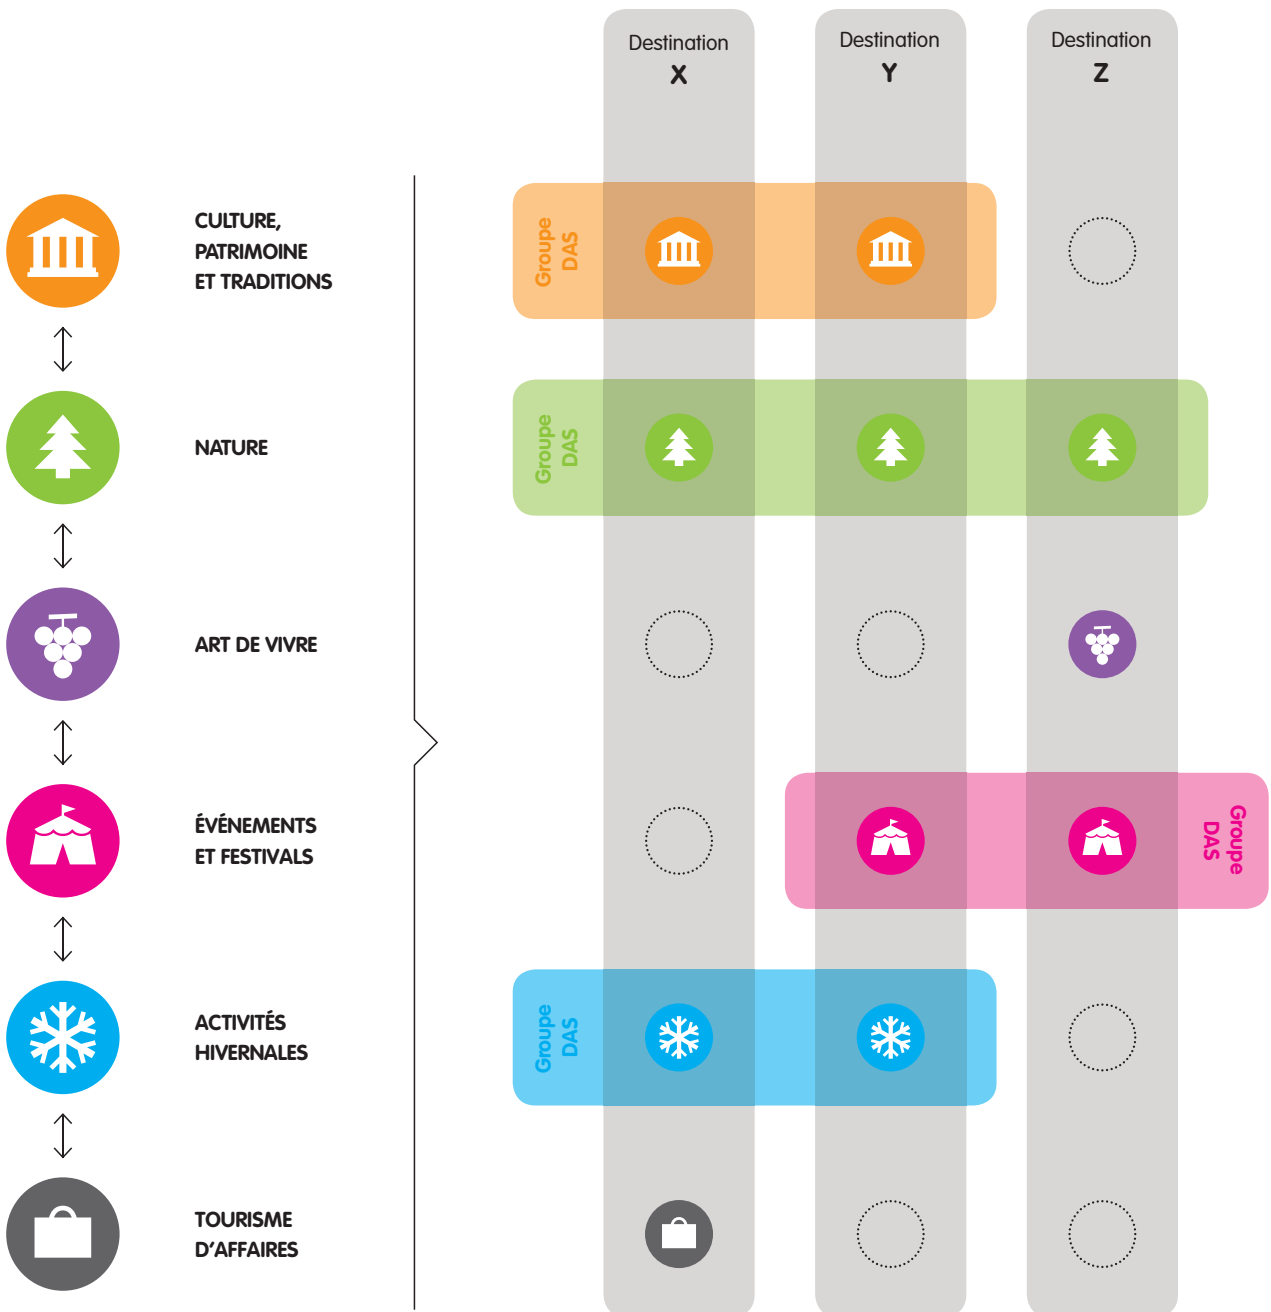 Destination
X
Destination
Y
Destination
Z
CULTURE,
PATRIMOINE
ET TRADITIONS
Groupe
DAS
NATURE
Groupe
DAS
ART DE VIVRE
ÉVÉNEMENTS
ET FESTIVALS
Groupe
DAS
ACTIVITÉS
HIVERNALES
Groupe
DAS
TOURISME
D’AFFAIRES